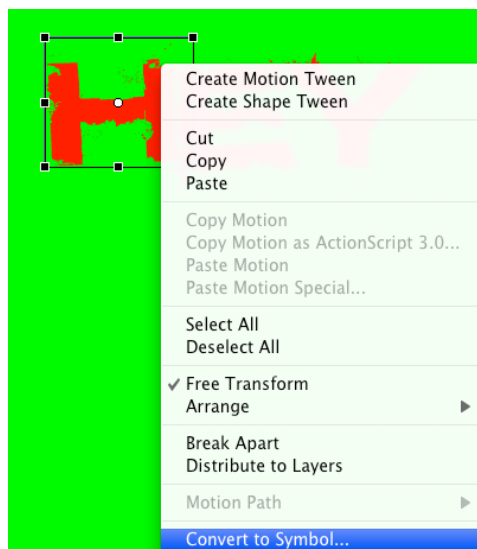 HEY
Create Motion Tween
Create Shape Tween
Cut
Copy
Paste
Copy Motion
Copy Motion as ActionScript 3.0...
Paste Motion
Paste Motion Special...
Select All
Deselect All
✓ Free Transform
Arrange
Break Apart
Distribute to Layers
Motion Path
Convert to Symbol...